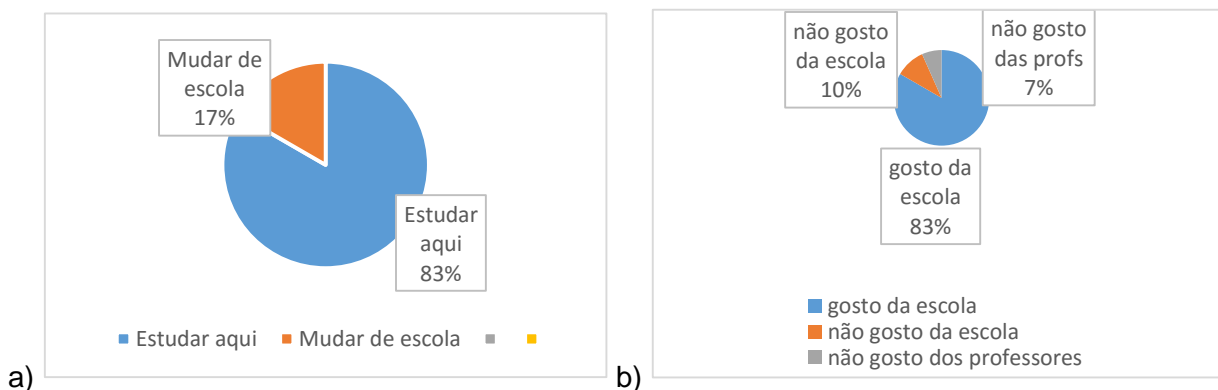 Mudar de
escola
17%
Estudar
aqui
83%
Estudar aqui Mudar de escola
a)
não gosto
da escola
10%
não gosto
das profs
7%
gosto da
escola
83%
gosto da escola
não gosto da escola
não gosto dos professores
b)